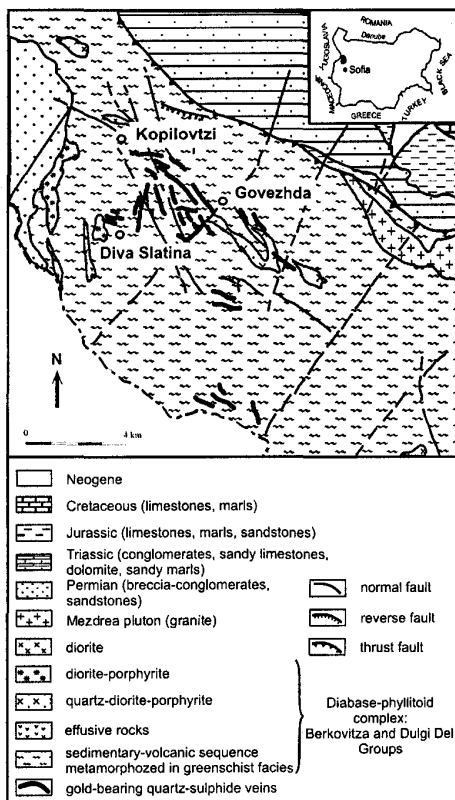 ROMANIA
Danube
YUGOSLAVIA
Sofia
BLACK SEA
MACEDONIA
TURKEY
GREECE
Kopilovtzi
Govezhda
Diva Slatina
N
0 4 km
Neogene
Cretaceous (limestones, marls)
Jurassic (limestones, marls, sandstones)
Triassic (conglomerates, sandy limestones,
dolomite, sandy marls)
Permian (breccia-conglomerates,
sandstones)
Mezdrea pluton (granite)
diorite
diorite-porphyrite
quartz-diorite-porphyrite
effusive rocks
sedimentary-volcanic sequence
metamorphozed in greenschist facies
gold-bearing quartz-sulphide veins
normal fault
reverse fault
thrust fault
Diabase-phyllitoid
complex:
Berkovitza and Dulgi Del
Groups